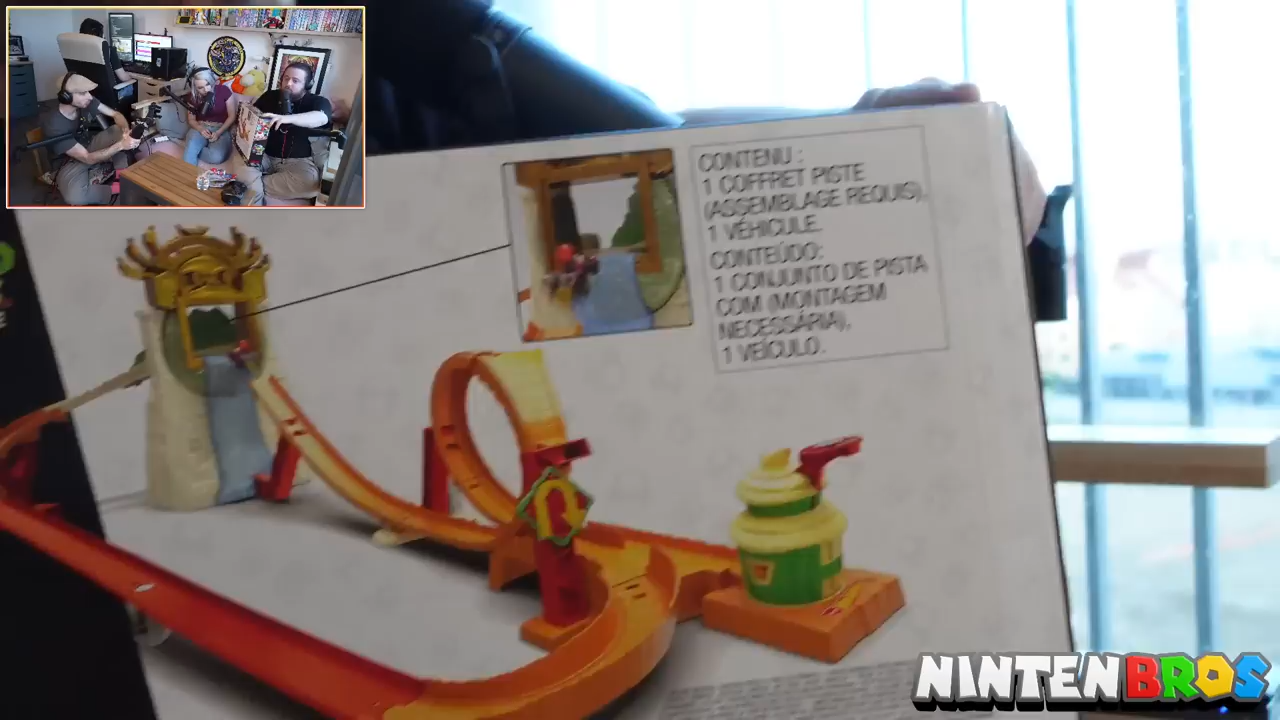 CONTENU :
1 COFFRET PISTE
(ASSEMBLAGE REQUIS),
1 VÉHICULE.
CONTEÚDO:
1 CONJUNTO DE PISTA
COM (MONTAGEM
NECESSÁRIA),
1 VEÍCULO.
NINTENBROS